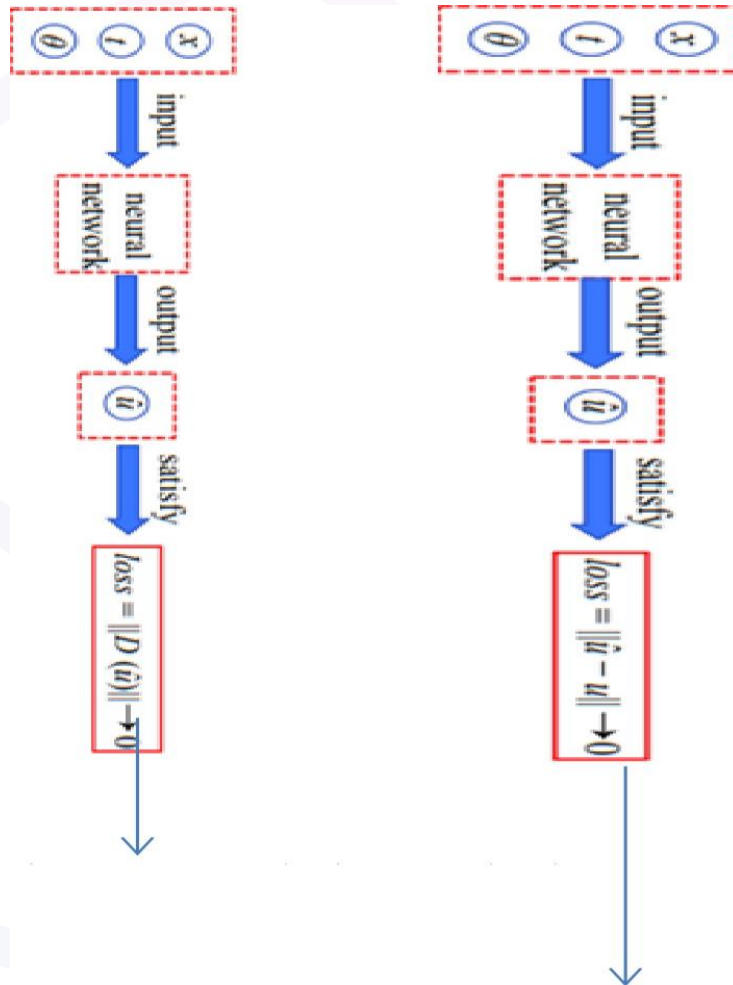 x
t
θ
input
neural
network
output
û
satisfy
loss = ||û − u|| → 0
x
t
θ
input
neural
network
output
û
satisfy
loss = ||D (û)|| → 0